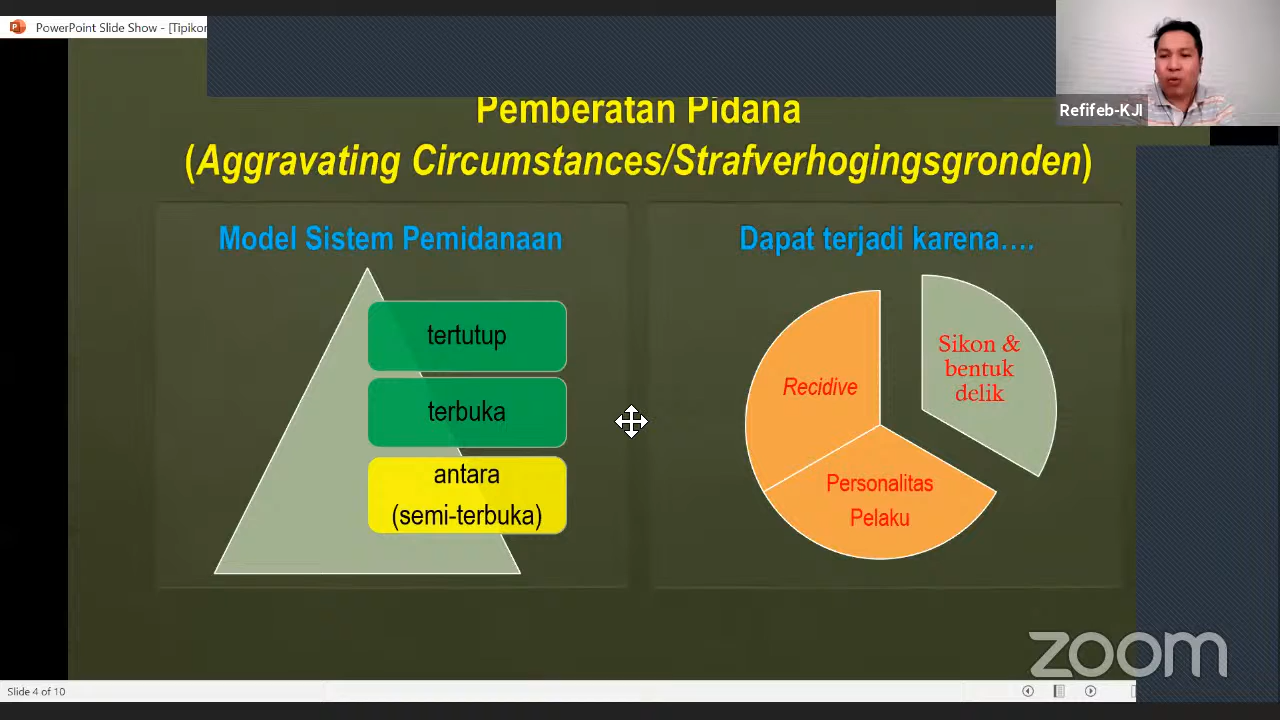 PowerPoint Slide Show - [Tipikor
Refifeb-KJI
Pemberatan Pidana
(Aggravating Circumstances/Strafverhogingsgronden)
Model Sistem Pemidanaan
tertutup
terbuka
antara
(semi-terbuka)
Dapat terjadi karena….
Recidive
Sikon &
bentuk
delik
Personalitas
Pelaku
zoom
Slide 4 of 10